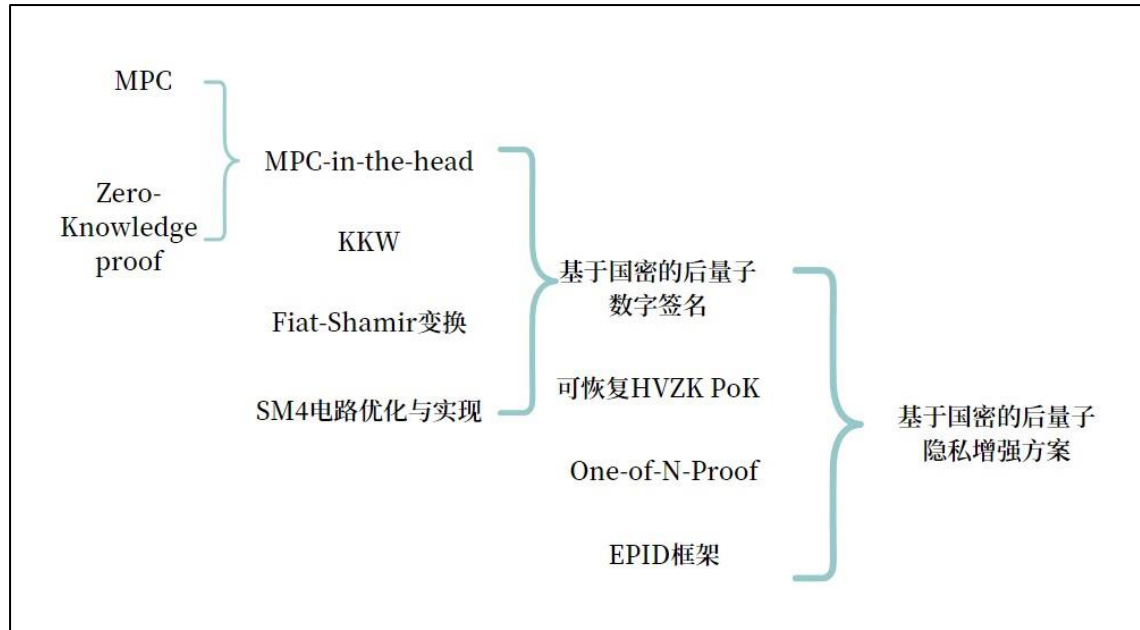 MPC
Zero-
Knowledge
proof
MPC-in-the-head
KKW
Fiat-Shamir变换
SM4电路优化与实现
基于国密的后量子
数字签名
可恢复HVZK PoK
One-of-N-Proof
EPID框架
基于国密的后量子
隐私增强方案